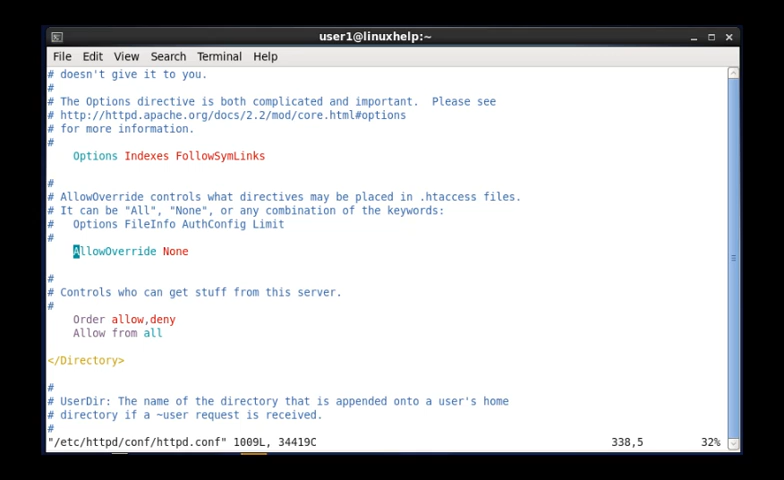 user1@linuxhelp:~
File Edit View Search Terminal Help
# doesn't give it to you.
#
# The Options directive is both complicated and important.  Please see
# http://httpd.apache.org/docs/2.2/mod/core.html#options
# for more information.
#
    Options Indexes FollowSymLinks
#
# AllowOverride controls what directives may be placed in .htaccess files.
# It can be "All", "None", or any combination of the keywords:
#   Options FileInfo AuthConfig Limit
#
    AllowOverride None
#
# Controls who can get stuff from this server.
#
    Order allow,deny
    Allow from all
</Directory>
#
# UserDir: The name of the directory that is appended onto a user's home
# directory if a ~user request is received.
#
"/etc/httpd/conf/httpd.conf" 1009L, 34419C 338,5 32%